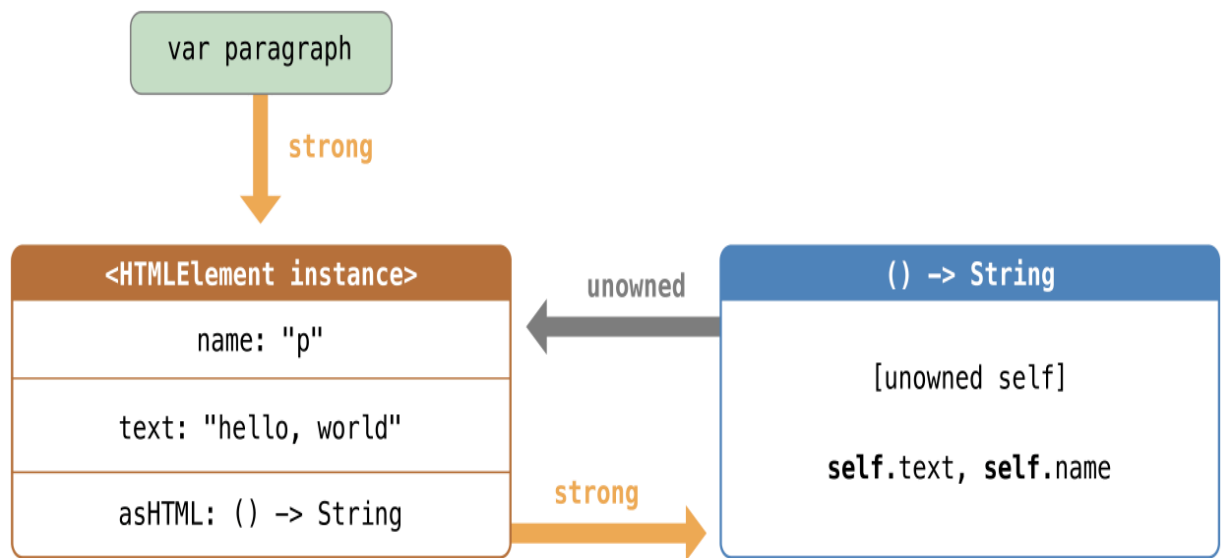 var paragraph
strong
<HTMLElement instance>
name: "p"
text: "hello, world"
asHTML: () -> String
unowned
strong
() -> String
[unowned self]
self.text, self.name